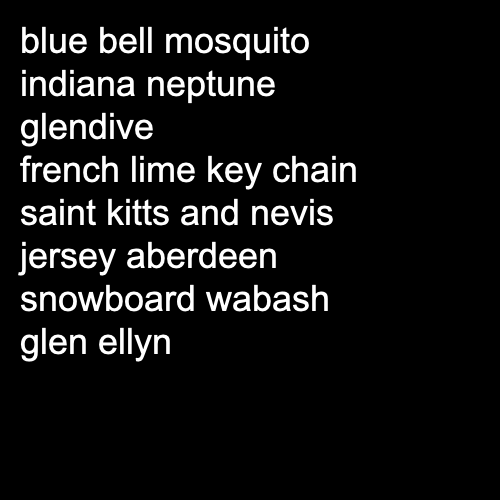 blue bell mosquito
indiana neptune
glendive
french lime key chain
saint kitts and nevis
jersey aberdeen
snowboard wabash
glen ellyn